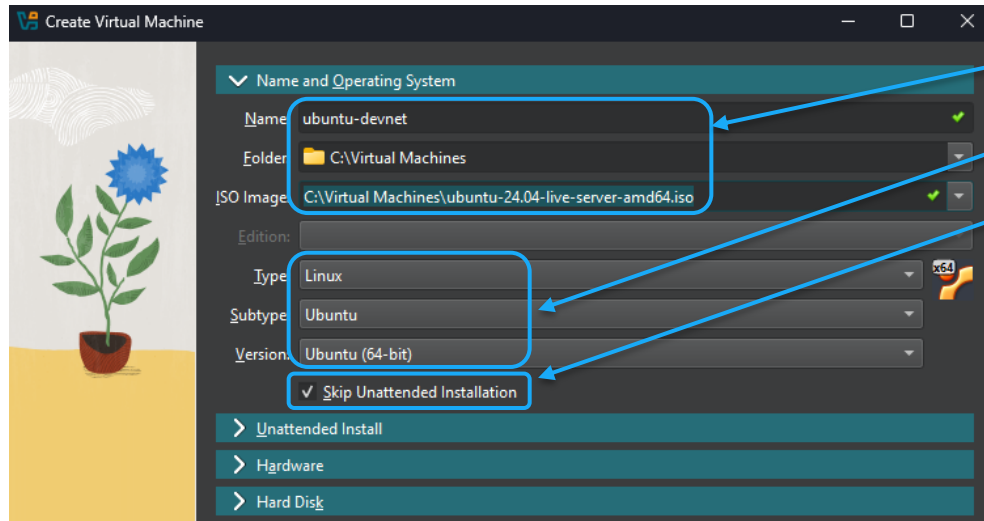 Create Virtual Machine
Name and Operating System
Name ubuntu-devnet
Folder C:\Virtual Machines
ISO Image C:\Virtual Machines\ubuntu-24.04-live-server-amd64.iso
Edition:
Type Linux
x64
Subtype Ubuntu
Version: Ubuntu (64-bit)
Skip Unattended Installation
Unattended Install
Hardware
Hard Disk